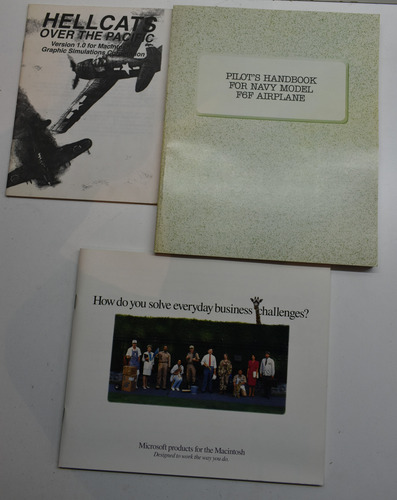 HELLCATS
OVER THE PACIFIC
Version 1.0 for
Graphic Simulations
PILOT'S HANDBOOK
FOR NAVY MODEL
F6F AIRPLANE
How do you solve everyday business challenges?
Microsoft products for the Macintosh
Designed to work the way you do.